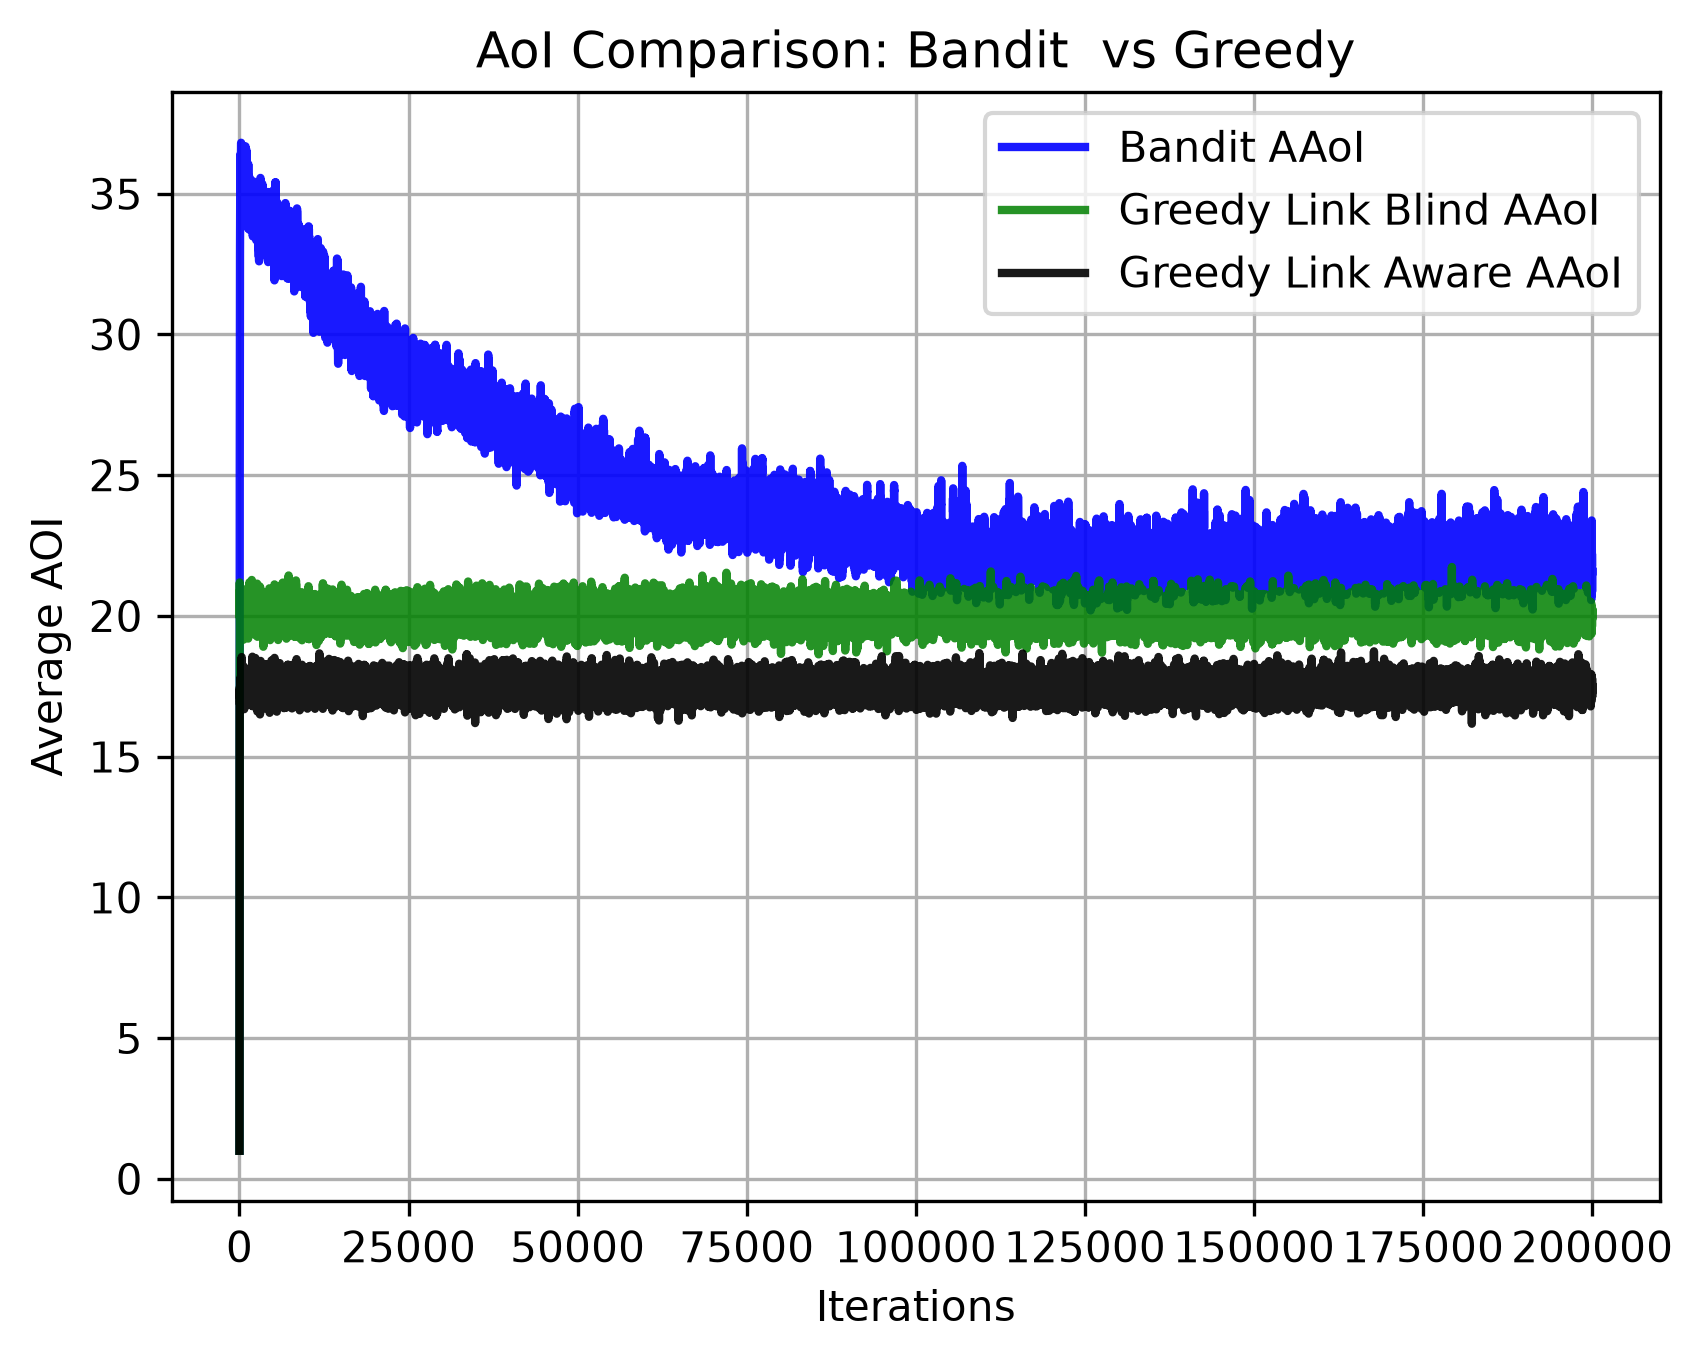 AoI Comparison: Bandit  vs Greedy
Bandit AAoI
Greedy Link Blind AAoI
Greedy Link Aware AAoI
Average AOI
35
30
25
20
15
10
5
0
0 25000 50000 75000 100000 125000 150000 175000 200000
Iterations